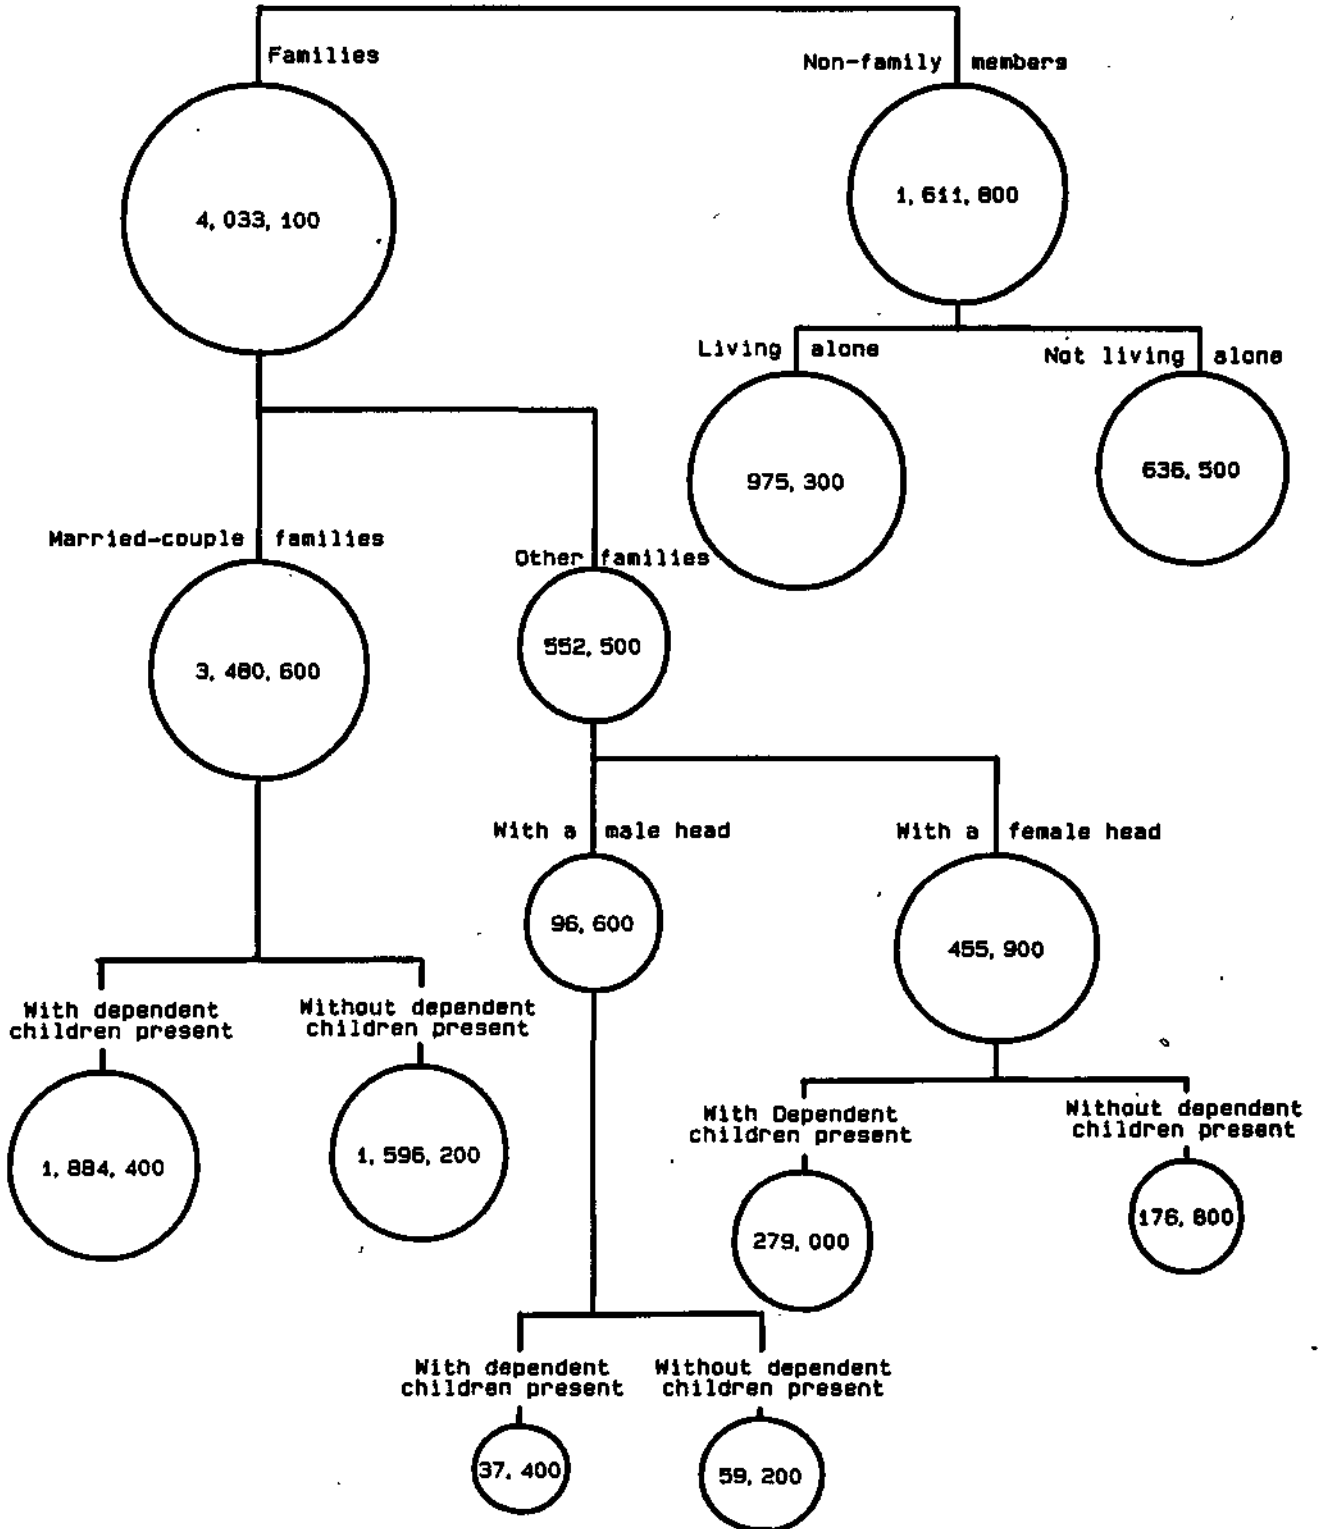 Families
Non-family members
4, 033, 100
1, 611, 800
Living alone
Not living alone
975, 300
636, 500
Married-couple families
Other families
3, 480, 600
552, 500
With a male head
With a female head
96, 600
455, 900
With dependent
children present
Without dependent
children present
With Dependent
children present
Without dependent
children present
1, 884, 400
1, 596, 200
279, 000
176, 800
With dependent
children present
Without dependent
children present
37, 400
59, 200